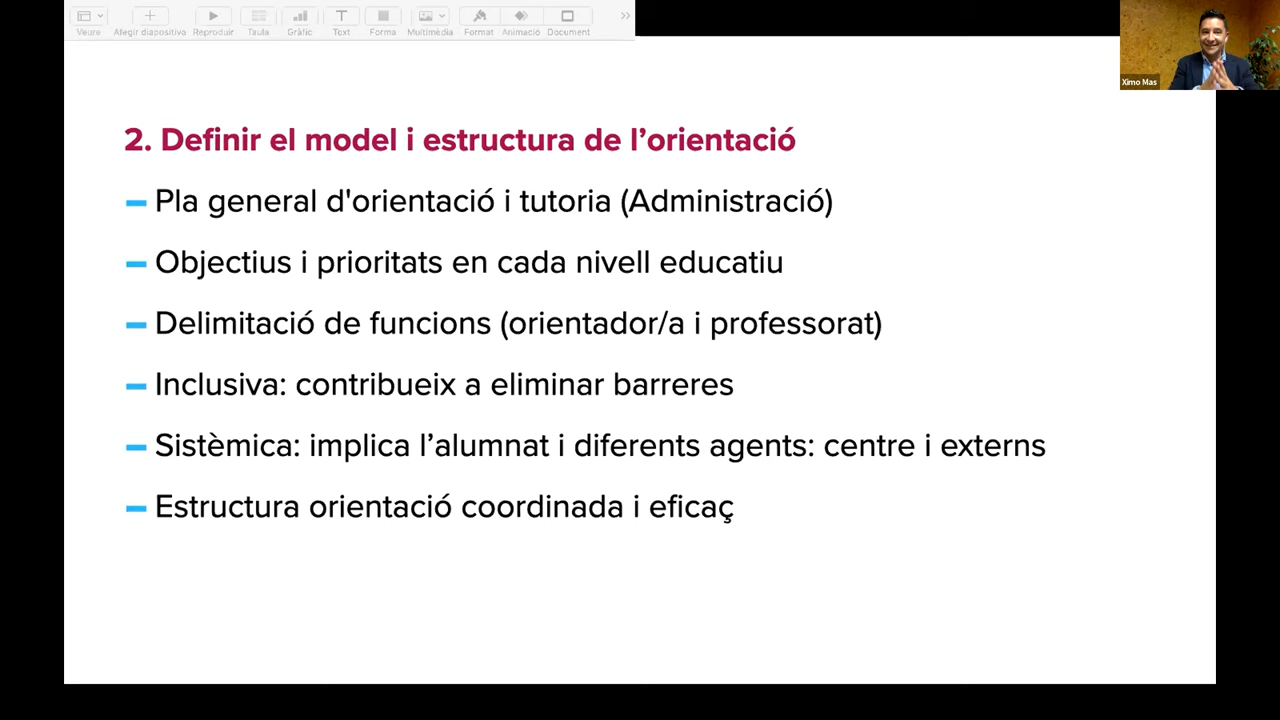 Veure Afegir diapositiva Reproduir Taula Gràfic Text Forma Multimèdia Format Animació Document
Ximo Mas
2. Definir el model i estructura de l’orientació
Pla general d'orientació i tutoria (Administració)
Objectius i prioritats en cada nivell educatiu
Delimitació de funcions (orientador/a i professorat)
Inclusiva: contribueix a eliminar barreres
Sistèmica: implica l’alumnat i diferents agents: centre i externs
Estructura orientació coordinada i eficaç